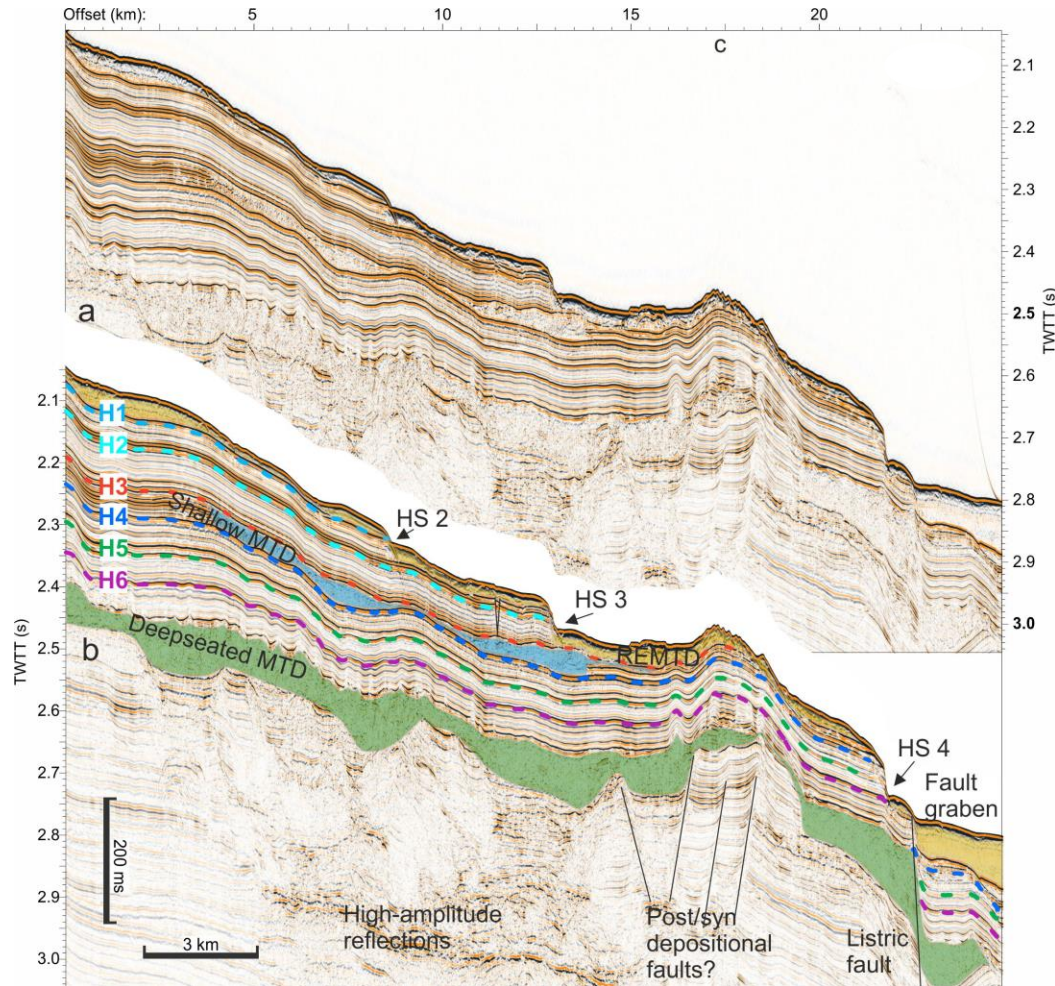 Offset (km): 5 10 15 20
c
2.1
2.2
2.3
2.4
2.5
2.6
2.7
2.8
2.9
3.0
TWTT (s)
a
2.1
2.2
2.3
2.4
2.5
2.6
2.7
2.8
2.9
3.0
TWTT (s)
H1
H2
H3
H4
H5
H6
Shallow MTD
HS 2
HS 3
REMTD
Deepseated MTD
b
HS 4
Fault
graben
200 ms
3 km
High-amplitude
reflections
Post/syn
depositional
faults?
Listric
fault